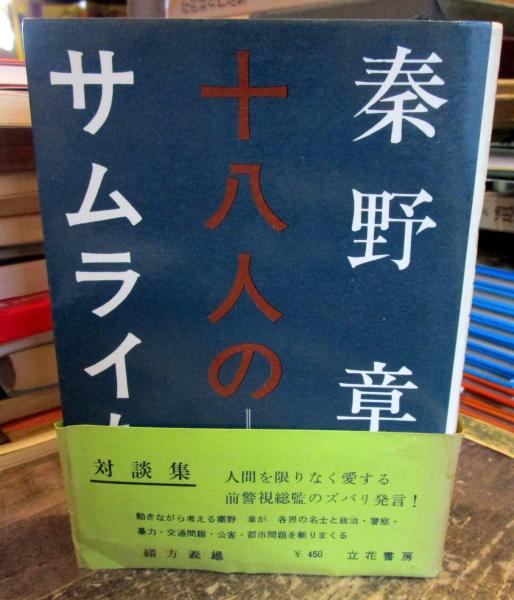 秦野章
十八人の
サムライ
対談集
人間を限りなく愛する
前警視総監のズバリ発言！
動きながら考える秦野 章が 各界の名士と政治・警察・
暴力・交通問題・公害・都市問題を斬りまくる
緒方義雄
¥ 450 立花書房